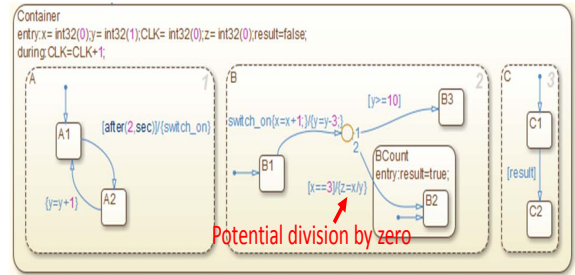 Container
entry:x= int32(0);y= int32(1);CLK= int32(0);z= int32(0);result=false;
during:CLK=CLK+1;
A
1
A1
[after(2,sec)]/{switch_on}
A2
{y=y+1}
B
2
switch_on{x=x+1;}/{y=y-3;}
1
2
[y>=10]
B3
B1
[x==3]/{z=x/y}
BCount
entry:result=true;
B2
Potential division by zero
C
3
C1
[result]
C2